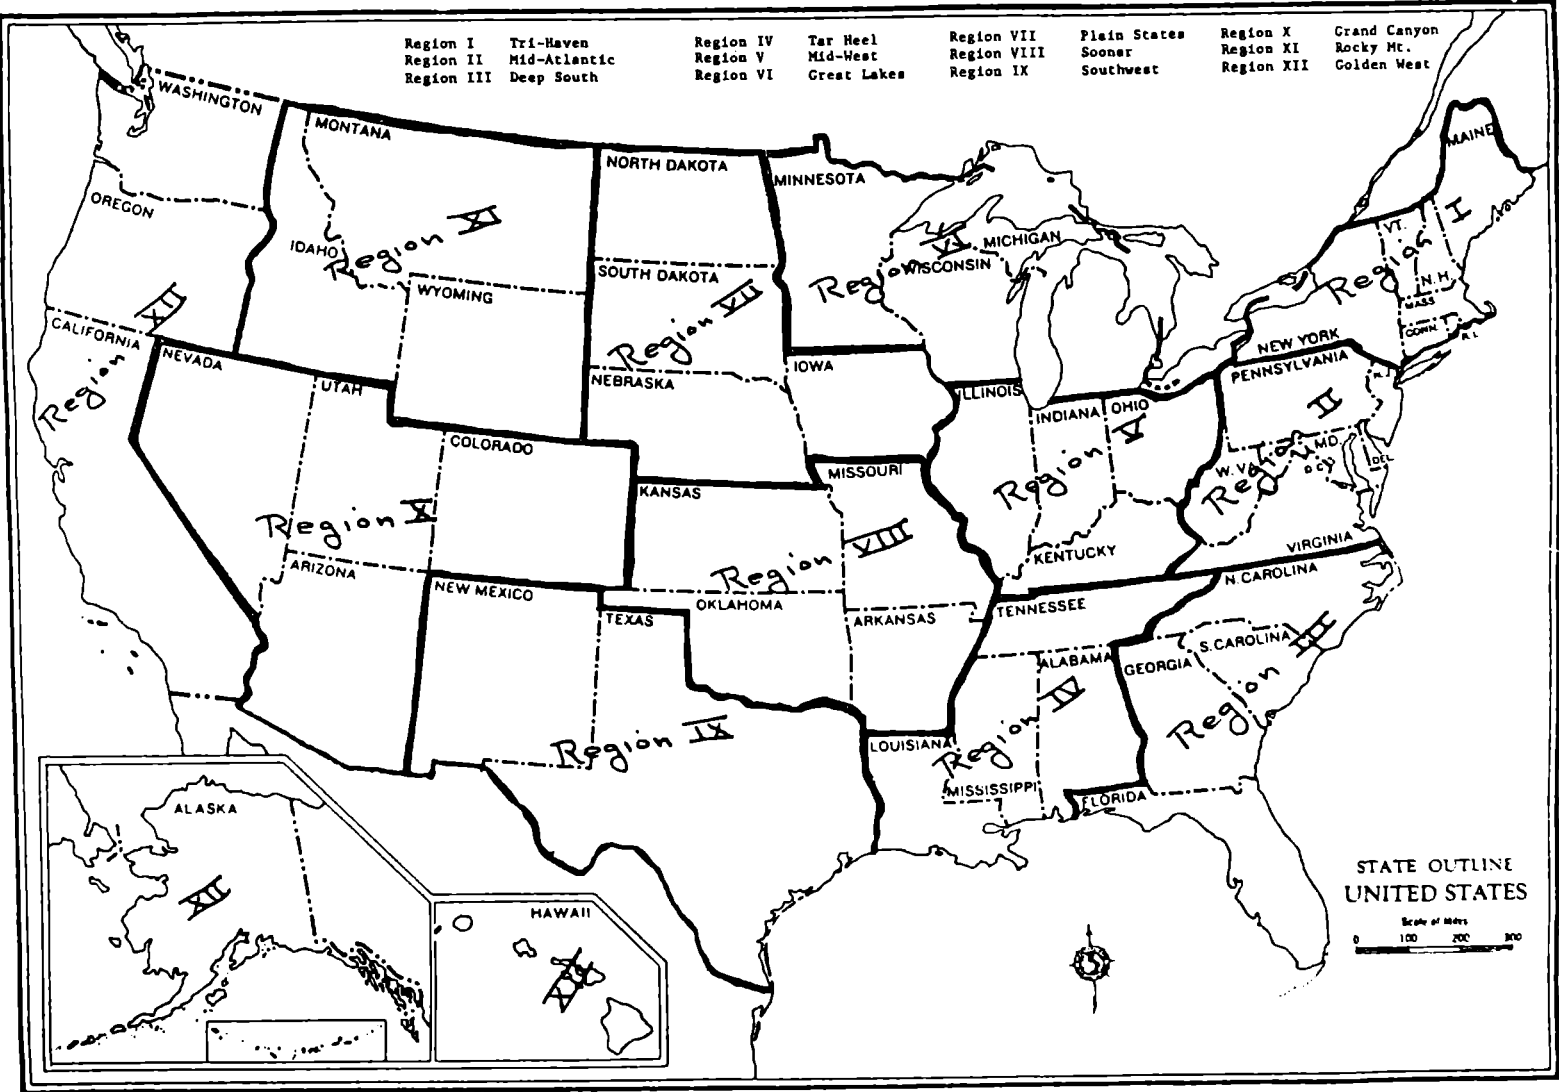 Region I Tri-Haven
Region II Mid-Atlantic
Region III Deep South
Region IV Tar Heel
Region V Mid-West
Region VI Great Lakes
Region VII Plain States
Region VIII Sooner
Region IX Southwest
Region X Grand Canyon
Region XI Rocky Mt.
Region XII Golden West
WASHINGTON
MONTANA
NORTH DAKOTA
MINNESOTA
MAINE
OREGON
IDAHO
Region XI
SOUTH DAKOTA
WYOMING
Region VI
MICHIGAN
WISCONSIN
VT.
Region I
N.H.
MASS
CONN.
R.I.
NEW YORK
CALIFORNIA
Region XII
NEVADA
UTAH
Region VII
NEBRASKA
IOWA
ILLINOIS
INDIANA
OHIO
Region V
PENNSYLVANIA
N.J.
Region II
MD.
DEL
W. VA
D.C.
COLORADO
KANSAS
MISSOURI
Region X
ARIZONA
Region VIII
KENTUCKY
VIRGINIA
NEW MEXICO
OKLAHOMA
TEXAS
ARKANSAS
TENNESSEE
N. CAROLINA
S. CAROLINA
ALABAMA
GEORGIA
Region III
Region IV
Region IX
LOUISIANA
MISSISSIPPI
FLORIDA
ALASKA
XII
HAWAII
XII
STATE OUTLINE
UNITED STATES
Scale of Miles
0 100 200 300